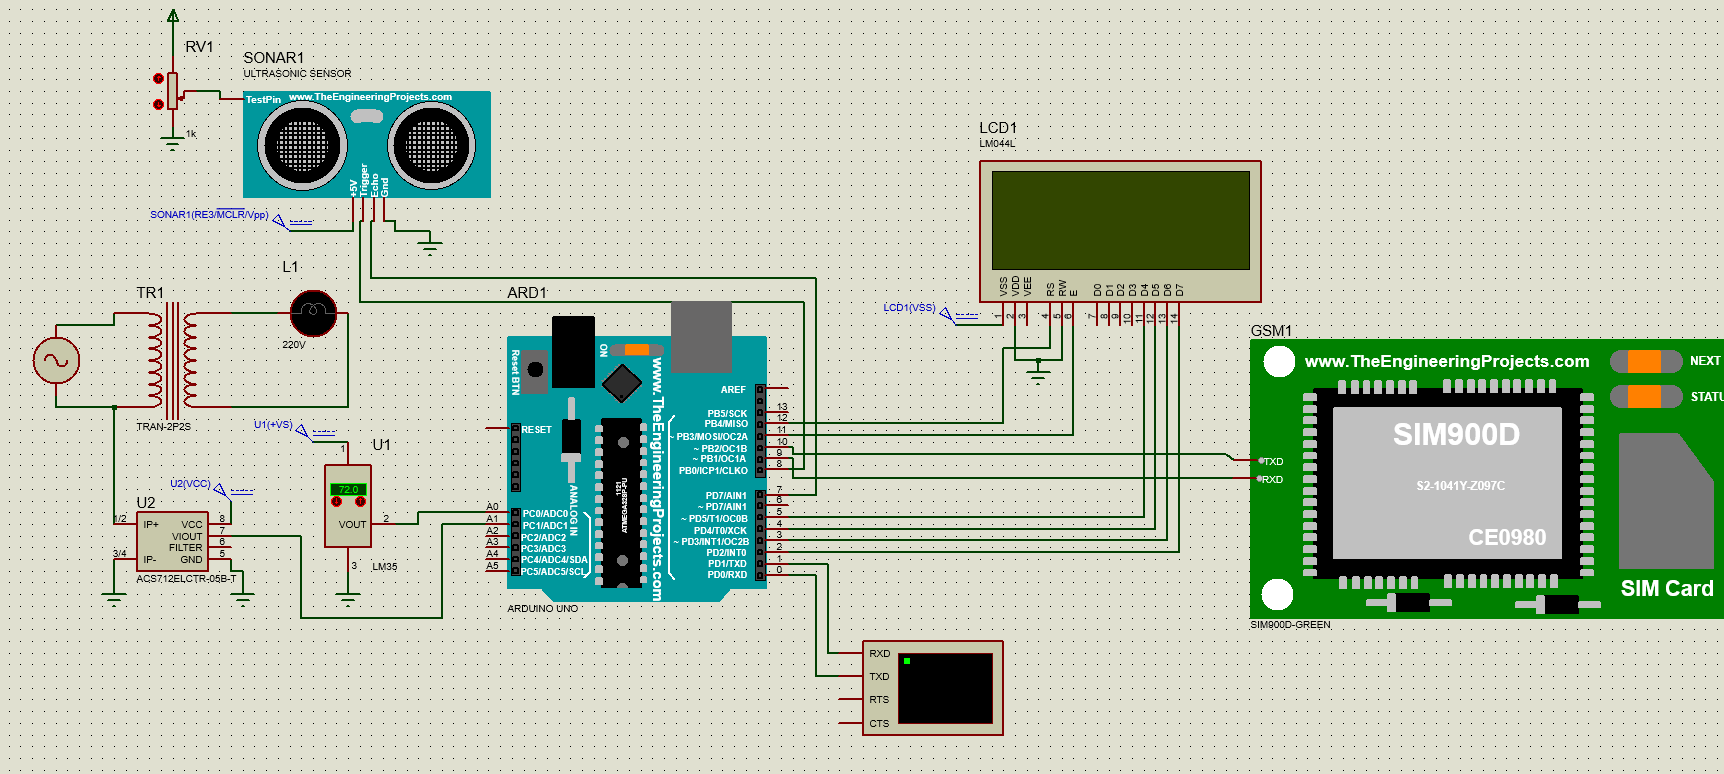 RV1
1k
SONAR1
ULTRASONIC SENSOR
TestPin
www.TheEngineeringProjects.com
+5V
Trigger
Echo
Gnd
SONAR1(RE3/MCLR/Vpp)
L1
220V
TR1
TRAN-2P2S
U1(+VS)
U1
1
72.0
VOUT
2
3
LM35
U2(VCC)
U2
1/2
IP+
3/4
IP-
VCC
8
VIOUT
7
FILTER
6
GND
5
ACS712ELCTR-05B-T
ARD1
Reset BTN
ON
www.TheEngineeringProjects.com
RESET
AREF
13
PB5/SCK
12
PB4/MISO
11
~ PB3/MOSI/OC2A
10
~ PB2/OC1B
9
~ PB1/OC1A
8
PB0/ICP1/CLKO
7
PD7/AIN1
6
~ PD7/AIN1
5
~ PD5/T1/OC0B
4
PD4/T0/XCK
3
~ PD3/INT1/OC2B
2
PD2/INT0
1
PD1/TXD
0
PD0/RXD
ANALOG IN
1121
ATMEGA328P-PU
A0
PC0/ADC0
A1
PC1/ADC1
A2
PC2/ADC2
A3
PC3/ADC3
A4
PC4/ADC4/SDA
A5
PC5/ADC5/SCL
ARDUINO UNO
LCD1
LM044L
VSS
VDD
VEE
RS
RW
E
D0
D1
D2
D3
D4
D5
D6
D7
1
2
3
4
5
6
7
8
9
10
11
12
13
14
LCD1(VSS)
GSM1
www.TheEngineeringProjects.com
NEXT
STATU
SIM900D
S2-1041Y-Z097C
CE0980
TXD
RXD
SIM Card
SIM900D-GREEN
RXD
TXD
RTS
CTS